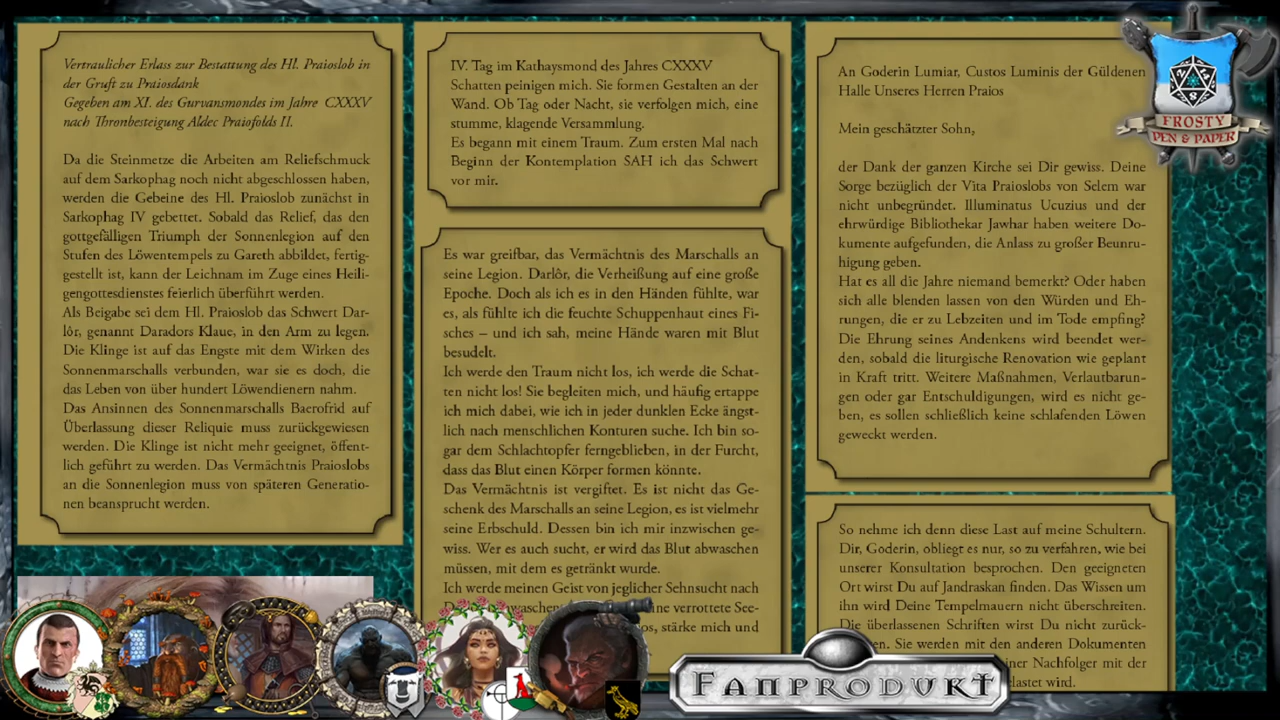 Vertraulicher Erlass zur Bestattung des Hl. Praioslob in
der Gruft zu Praiosdank
Gegeben am XI. des Gurvansmondes im Jahre CXXXV
nach Thronbesteigung Aldec Praiofolds II.
Da die Steinmetze die Arbeiten am Reliefschmuck
auf dem Sarkophag noch nicht abgeschlossen haben,
werden die Gebeine des Hl. Praioslob zunächst in
Sarkophag IV gebettet. Sobald das Relief, das den
gottgefälligen Triumph der Sonnenlegion auf den
Stufen des Löwentempels zu Gareth abbildet, fertig-
gestellt ist, kann der Leichnam im Zuge eines Heili-
gengottesdienstes feierlich überführt werden.
Als Beigabe sei dem Hl. Praioslob das Schwert Dar-
lôr, genannt Daradors Klaue, in den Arm zu legen.
Die Klinge ist auf das Engste mit dem Wirken des
Sonnenmarschalls verbunden, war sie es doch, die
das Leben von über hundert Löwendienern nahm.
Das Ansinnen des Sonnenmarschalls Baerofrid auf
Überlassung dieser Reliquie muss zurückgewiesen
werden. Die Klinge ist nicht mehr geeignet, öffent-
lich geführt zu werden. Das Vermächtnis Praioslobs
an die Sonnenlegion muss von späteren Generatio-
nen beansprucht werden.
IV. Tag im Kathaysmond des Jahres CXXXV
Schatten peinigen mich. Sie formen Gestalten an der
Wand. Ob Tag oder Nacht, sie verfolgen mich, eine
stumme, klagende Versammlung.
Es begann mit einem Traum. Zum ersten Mal nach
Beginn der Kontemplation SAH ich das Schwert
vor mir.
Es war greifbar, das Vermächtnis des Marschalls an
seine Legion. Darlôr, die Verheißung auf eine große
Epoche. Doch als ich es in den Händen fühlte, war
es, als fühlte ich die feuchte Schuppenhaut eines Fi-
sches – und ich sah, meine Hände waren mit Blut
besudelt.
Ich werde den Traum nicht los, ich werde die Schat-
ten nicht los! Sie begleiten mich, und häufig ertappe
ich mich dabei, wie ich in jeder dunklen Ecke ängst-
lich nach menschlichen Konturen suche. Ich bin so-
gar dem Schlachtopfer ferngeblieben, in der Furcht,
dass das Blut einen Körper formen könnte.
Das Vermächtnis ist vergiftet. Es ist nicht das Ge-
schenk des Marschalls an seine Legion, es ist vielmehr
seine Erbschuld. Dessen bin ich mir inzwischen ge-
wiss. Wer es auch sucht, er wird das Blut abwaschen
müssen, mit dem es getränkt wurde.
Ich werde meinen Geist von jeglicher Sehnsucht nach
verrottete See-
stärke mich und
An Goderin Lumiar, Custos Luminis der Güldenen
Halle Unseres Herren Praios
Mein geschätzter Sohn,
der Dank der ganzen Kirche sei Dir gewiss. Deine
Sorge bezüglich der Vita Praioslobs von Selem war
nicht unbegründet. Illuminatus Ucuzius und der
ehrwürdige Bibliothekar Jawhar haben weitere Do-
kumente aufgefunden, die Anlass zu großer Beunru-
higung geben.
Hat es all die Jahre niemand bemerkt? Oder haben
sich alle blenden lassen von den Würden und Eh-
rungen, die er zu Lebzeiten und im Tode empfing?
Die Ehrung seines Andenkens wird beendet wer-
den, sobald die liturgische Renovation wie geplant
in Kraft tritt. Weitere Maßnahmen, Verlautbarun-
gen oder gar Entschuldigungen, wird es nicht ge-
ben, es sollen schließlich keine schlafenden Löwen
geweckt werden.
So nehme ich denn diese Last auf meine Schultern.
Dir, Goderin, obliegt es nur, so zu verfahren, wie bei
unserer Konsultation besprochen. Den geeigneten
Ort wirst Du auf Jandraskan finden. Das Wissen um
ihn wird Deine Tempelmauern nicht überschreiten.
Die überlassenen Schriften wirst Du nicht zurück-
Sie werden mit den anderen Dokumenten
Nachfolger mit der
wird.
FROSTY
PEN & PAPER
FANPRODUKT